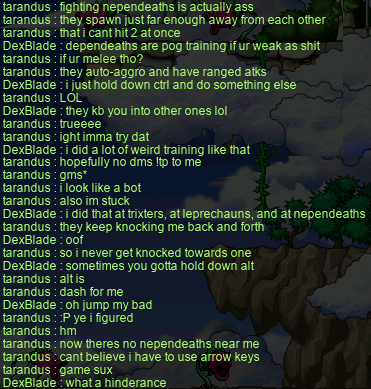 tarandus : fighting nependeaths is actually ass
tarandus : they spawn just far enough away from each other
tarandus : that i cant hit 2 at once
DexBlade : dependeaths are pog training if ur weak as shit
tarandus : if ur melee tho?
DexBlade : they auto-aggro and have ranged atks
DexBlade : i just hold down ctrl and do something else
tarandus : LOL
DexBlade : they kb you into other ones lol
tarandus : trueeee
tarandus : ight imma try dat
DexBlade : i did a lot of weird training like that
tarandus : hopefully no dms !tp to me
tarandus : gms*
tarandus : i look like a bot
tarandus : also im stuck
DexBlade : i did that at trixters, at leprechauns, and at nependeaths
tarandus : they keep knocking me back and forth
DexBlade : oof
tarandus : so i never get knocked towards one
DexBlade : sometimes you gotta hold down alt
tarandus : alt is
tarandus : dash for me
DexBlade : oh jump my bad
tarandus : :P ye i figured
tarandus : hm
tarandus : now theres no nependeaths near me
tarandus : cant believe i have to use arrow keys
tarandus : game sux
DexBlade : what a hinderance